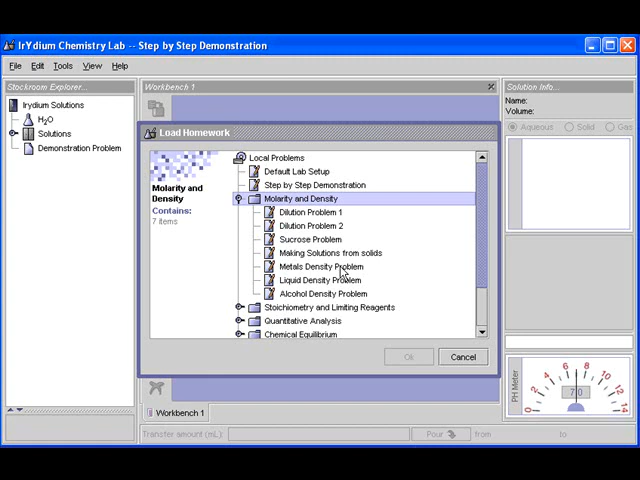 IrYdium Chemistry Lab -- Step by Step Demonstration
File Edit Tools View Help
Stockroom Explorer...
Irydium Solutions
H2O
Solutions
Demonstration Problem
Workbench 1
Load Homework
Molarity and
Density
Contains:
7 items
Local Problems
Default Lab Setup
Step by Step Demonstration
Molarity and Density
Dilution Problem 1
Dilution Problem 2
Sucrose Problem
Making Solutions from solids
Metals Density Problem
Liquid Density Problem
Alcohol Density Problem
Stoichiometry and Limiting Reagents
Quantitative Analysis
Chemical Equilibrium
Ok Cancel
Workbench 1
Transfer amount (mL): Pour from to
Solution Info...
Name:
Volume:
Aqueous Solid Gas
PH Meter
0 2 4 6 8 10 12 14
7.0